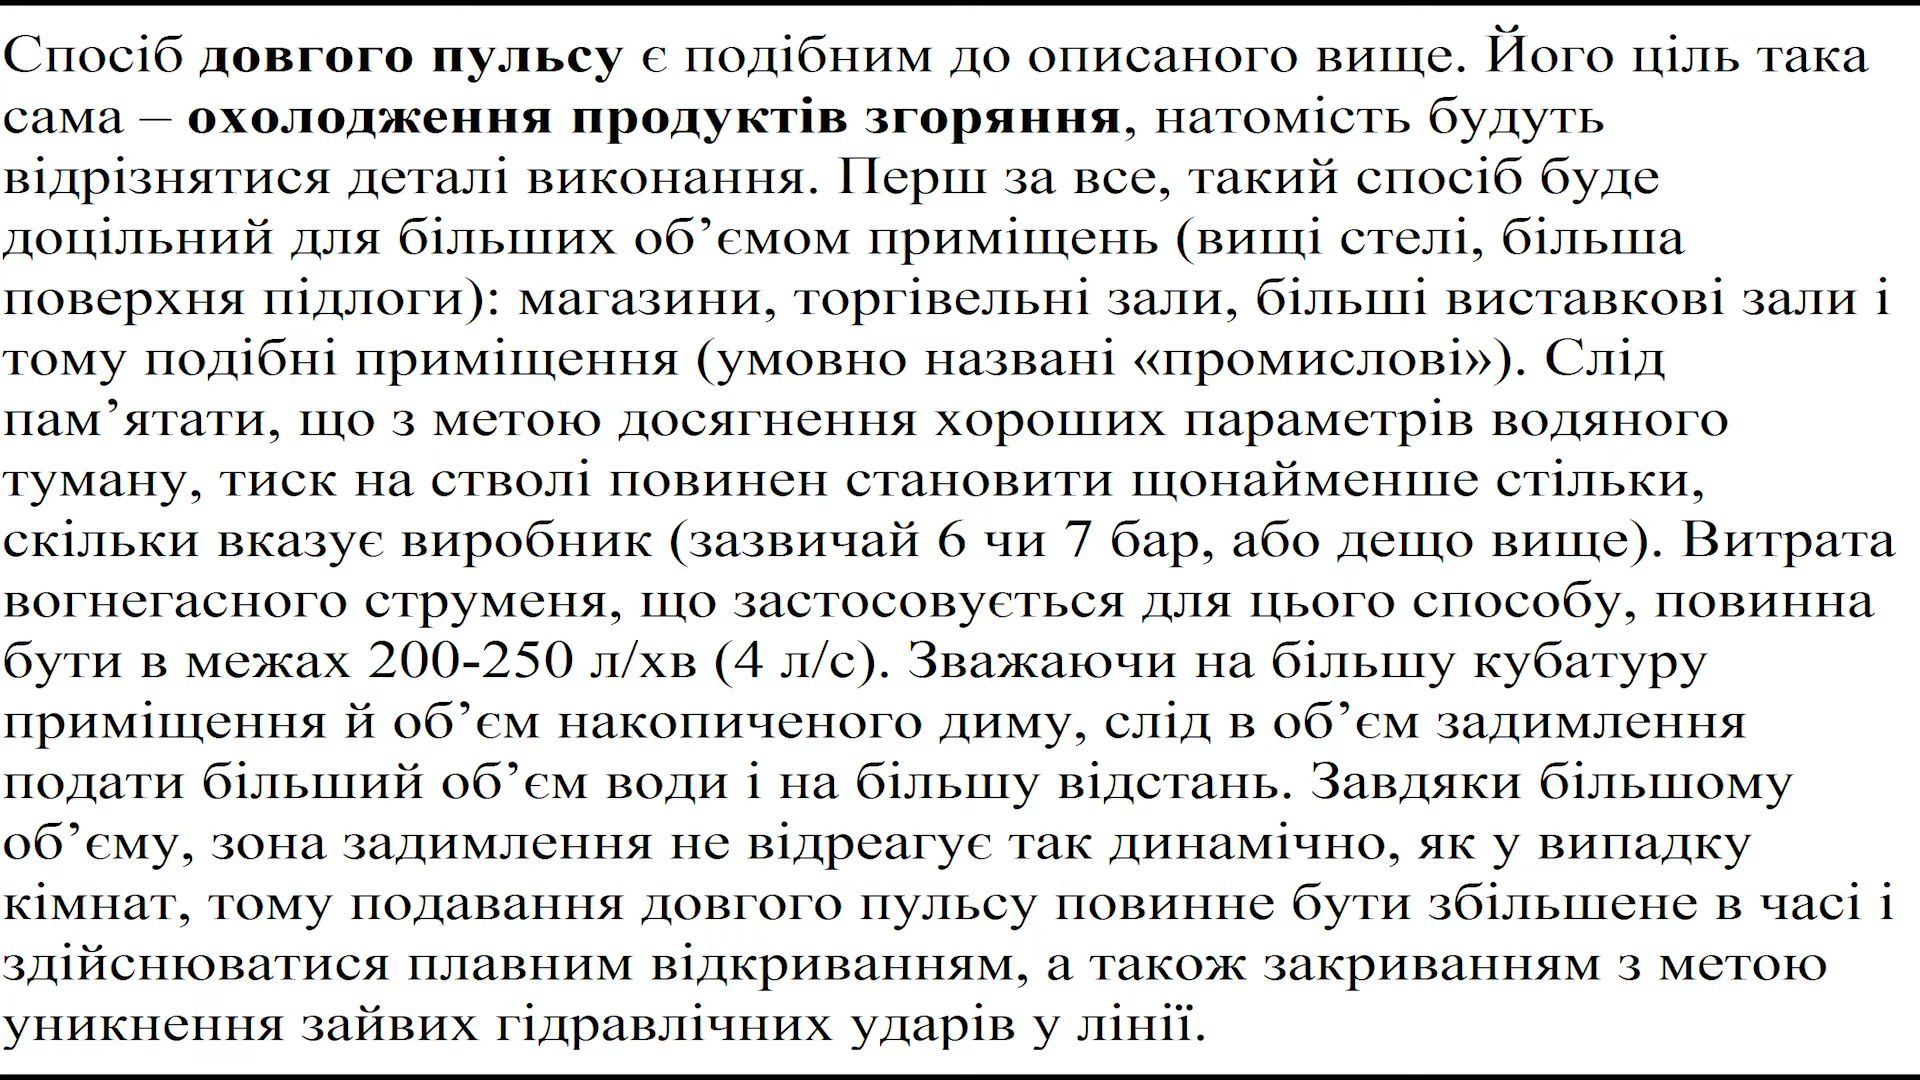 Спосіб довгого пульсу є подібним до описаного вище. Його ціль така
сама – охолодження продуктів згоряння, натомість будуть
відрізнятися деталі виконання. Перш за все, такий спосіб буде
доцільний для більших об’ємом приміщень (вищі стелі, більша
поверхня підлоги): магазини, торгівельні зали, більші виставкові зали і
тому подібні приміщення (умовно названі «промислові»). Слід
пам’ятати, що з метою досягнення хороших параметрів водяного
туману, тиск на стволі повинен становити щонайменше стільки,
скільки вказує виробник (зазвичай 6 чи 7 бар, або дещо вище). Витрата
вогнегасного струменя, що застосовується для цього способу, повинна
бути в межах 200-250 л/хв (4 л/с). Зважаючи на більшу кубатуру
приміщення й об’єм накопиченого диму, слід в об’єм задимлення
подати більший об’єм води і на більшу відстань. Завдяки більшому
об’єму, зона задимлення не відреагує так динамічно, як у випадку
кімнат, тому подавання довгого пульсу повинне бути збільшене в часі і
здійснюватися плавним відкриванням, а також закриванням з метою
уникнення зайвих гідравлічних ударів у лінії.